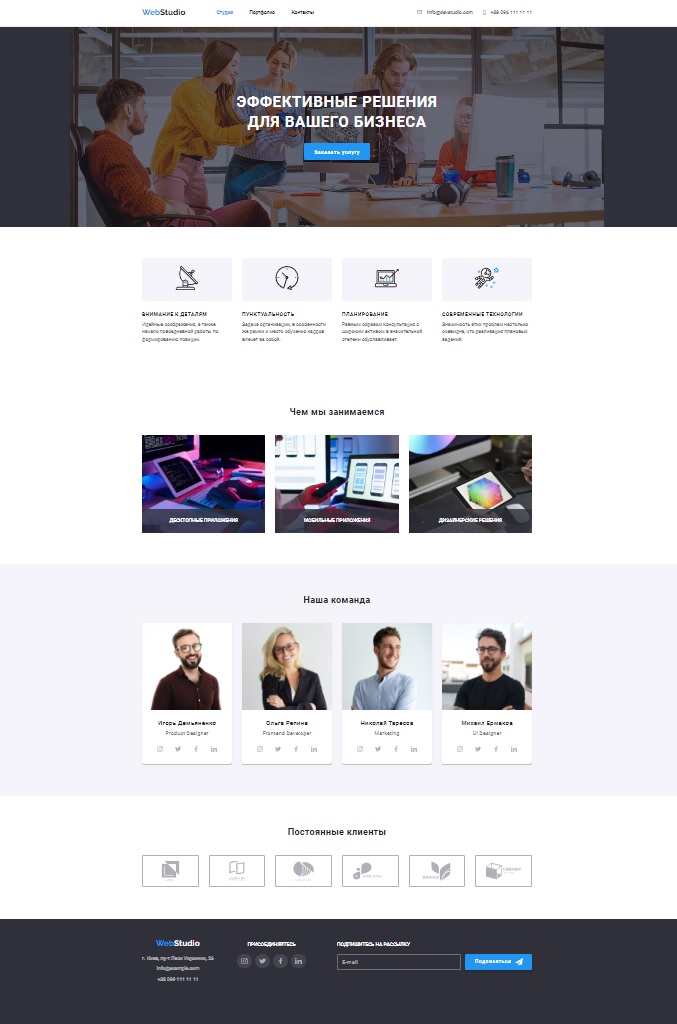 WebStudio
Студия
Портфолио
Контакты
info@devstudio.com
+38 096 111 11 11
ЭФФЕКТИВНЫЕ РЕШЕНИЯ
ДЛЯ ВАШЕГО БИЗНЕСА
Заказать услугу
ВНИМАНИЕ К ДЕТАЛЯМ
Идейные соображения, а также
начало повседневной работы по
формированию позиции.
ПУНКТУАЛЬНОСТЬ
Задача организации, в особенности
же рамки и место обучения кадров
влечет за собой.
ПЛАНИРОВАНИЕ
Равным образом консультация с
широким активом в значительной
степени обуславливает.
СОВРЕМЕННЫЕ ТЕХНОЛОГИИ
Значимость этих проблем настолько
очевидна, что реализация плановых
заданий.
Чем мы занимаемся
ДЕСКТОПНЫЕ ПРИЛОЖЕНИЯ
МОБИЛЬНЫЕ ПРИЛОЖЕНИЯ
ДИЗАЙНЕРСКИЕ РЕШЕНИЯ
Наша команда
Игорь Демьяненко
Product Designer
Ольга Репина
Frontend Developer
Николай Тарасов
Marketing
Михаил Ермаков
UI Designer
Постоянные клиенты
WebStudio
г. Киев, пр-т Леси Украинки, 26
info@example.com
+38 099 111 11 11
ПРИСОЕДИНЯЙТЕСЬ
ПОДПИШИТЕСЬ НА РАССЫЛКУ
E-mail
Подписаться